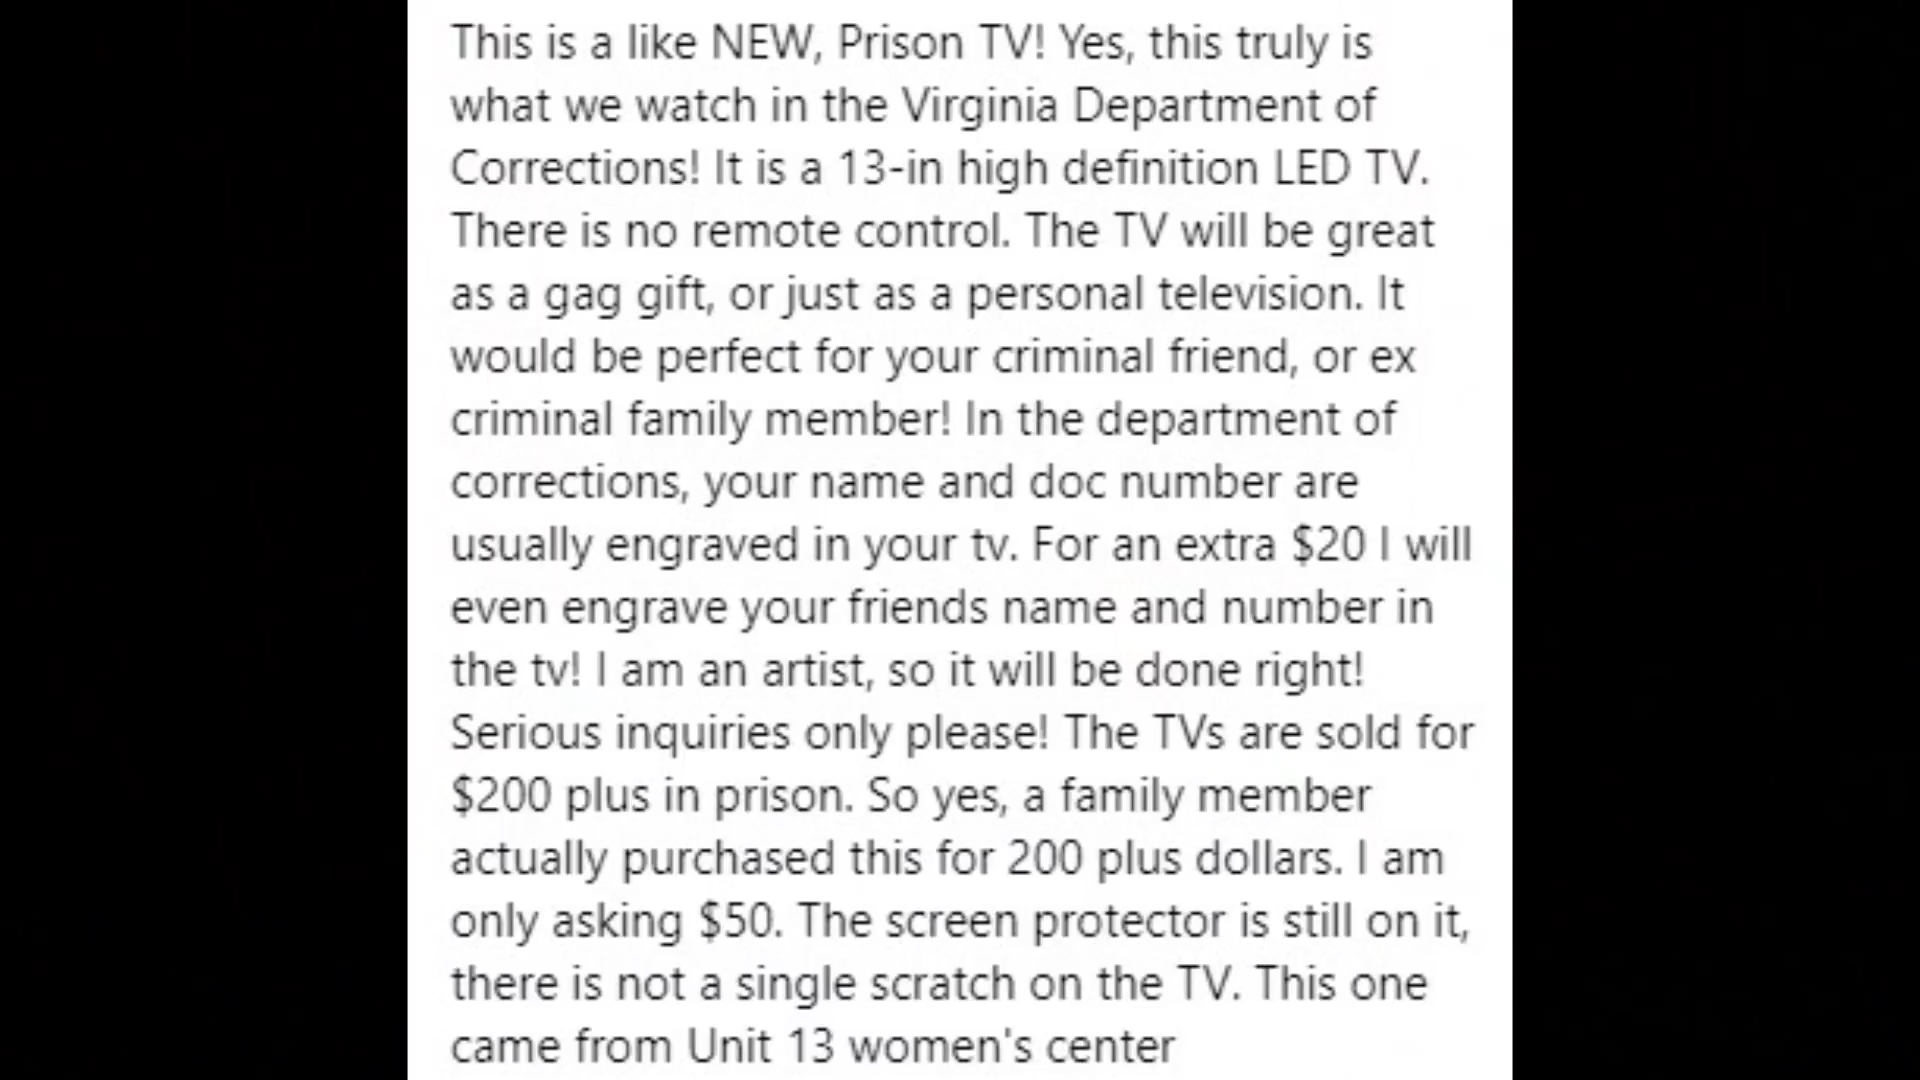 This is a like NEW, Prison TV! Yes, this truly is
what we watch in the Virginia Department of
Corrections! It is a 13-in high definition LED TV.
There is no remote control. The TV will be great
as a gag gift, or just as a personal television. It
would be perfect for your criminal friend, or ex
criminal family member! In the department of
corrections, your name and doc number are
usually engraved in your tv. For an extra $20 I will
even engrave your friends name and number in
the tv! I am an artist, so it will be done right!
Serious inquiries only please! The TVs are sold for
$200 plus in prison. So yes, a family member
actually purchased this for 200 plus dollars. I am
only asking $50. The screen protector is still on it,
there is not a single scratch on the TV. This one
came from Unit 13 women's center